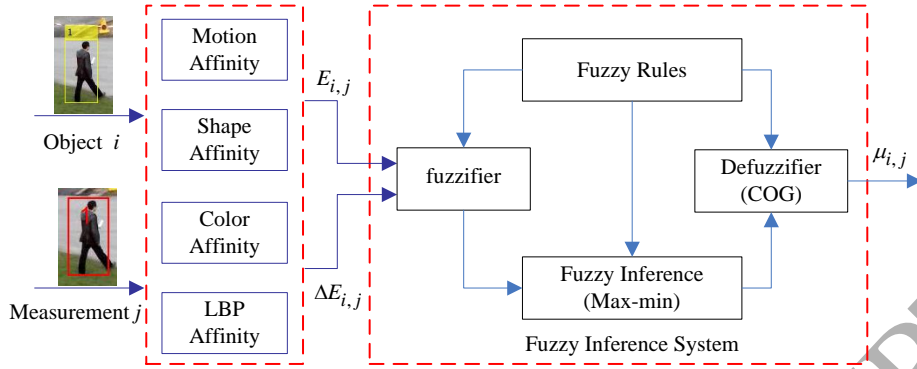 1
Object i
Measurement j
Motion
Affinity
Shape
Affinity
Color
Affinity
LBP
Affinity
E_{i,j}
ΔE_{i,j}
fuzzifier
Fuzzy Rules
Fuzzy Inference
(Max-min)
Defuzzifier
(COG)
μ_{i,j}
Fuzzy Inference System